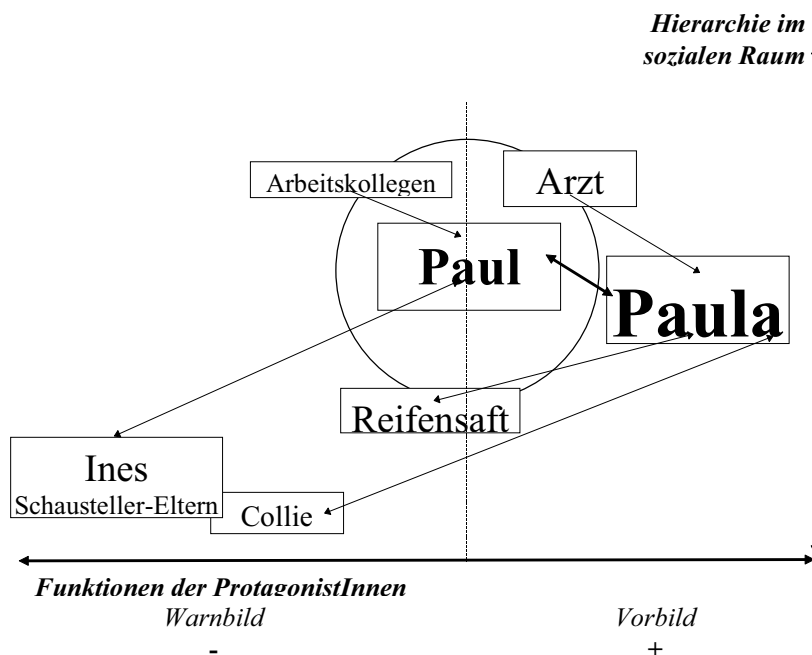 Hierarchie im
sozialen Raum
Arbeitskollegen
Arzt
Paul
Paula
Reifensaft
Ines
Schausteller-Eltern
Collie
Funktionen der ProtagonistInnen
Warnbild
Vorbild
-
+